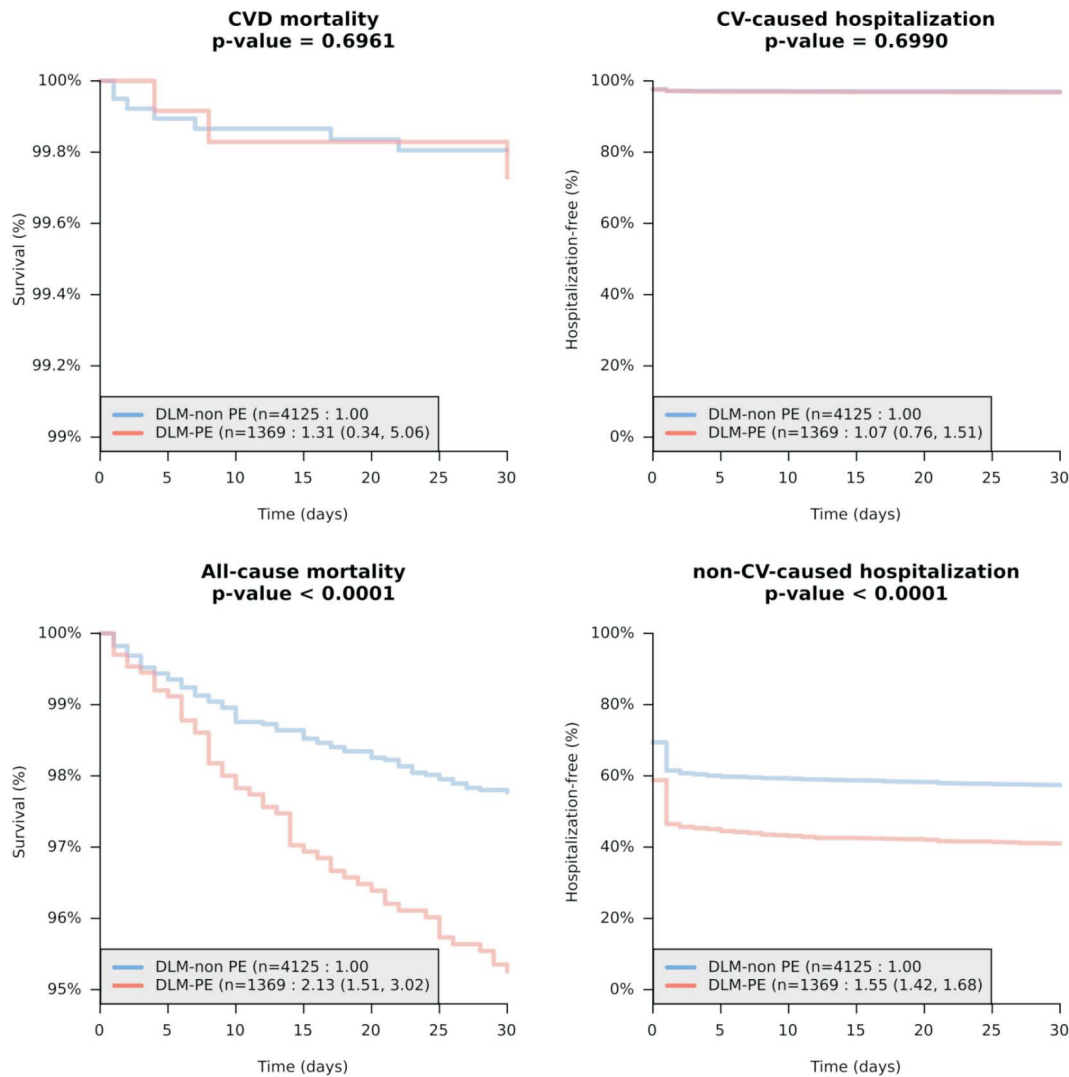 CVD mortality
p-value = 0.6961
100%
99.8%
99.6%
99.4%
99.2%
99%
Survival (%)
DLM-non PE (n=4125 : 1.00
DLM-PE (n=1369 : 1.31 (0.34, 5.06)
0 5 10 15 20 25 30
Time (days)
CV-caused hospitalization
p-value = 0.6990
100%
80%
60%
40%
20%
0%
Hospitalization-free (%)
DLM-non PE (n=4125 : 1.00
DLM-PE (n=1369 : 1.07 (0.76, 1.51)
0 5 10 15 20 25 30
Time (days)
All-cause mortality
p-value < 0.0001
100%
99%
98%
97%
96%
95%
Survival (%)
DLM-non PE (n=4125 : 1.00
DLM-PE (n=1369 : 2.13 (1.51, 3.02)
0 5 10 15 20 25 30
Time (days)
non-CV-caused hospitalization
p-value < 0.0001
100%
80%
60%
40%
20%
0%
Hospitalization-free (%)
DLM-non PE (n=4125 : 1.00
DLM-PE (n=1369 : 1.55 (1.42, 1.68)
0 5 10 15 20 25 30
Time (days)